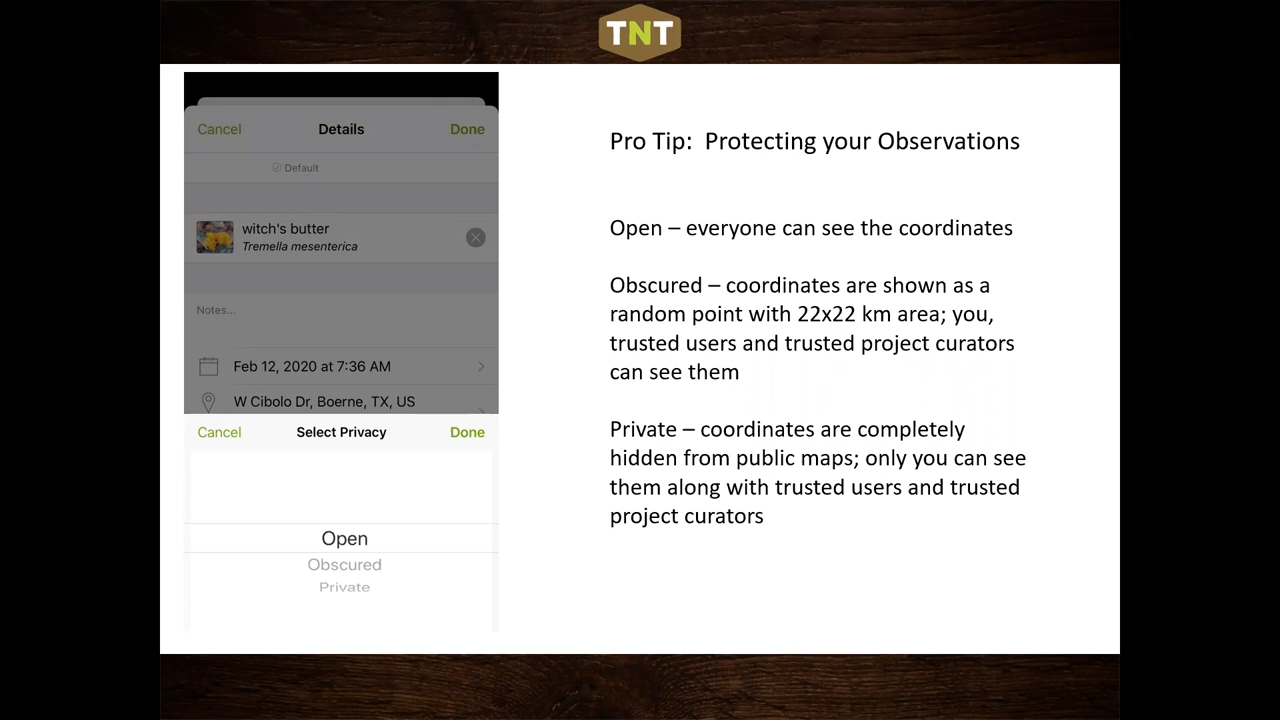 TNT
Cancel Details Done
Default
witch's butter
Tremella mesenterica
Notes...
Feb 12, 2020 at 7:36 AM
W Cibolo Dr, Boerne, TX, US
Cancel Select Privacy Done
Open
Obscured
Private
Pro Tip: Protecting your Observations
Open – everyone can see the coordinates
Obscured – coordinates are shown as a
random point with 22x22 km area; you,
trusted users and trusted project curators
can see them
Private – coordinates are completely
hidden from public maps; only you can see
them along with trusted users and trusted
project curators